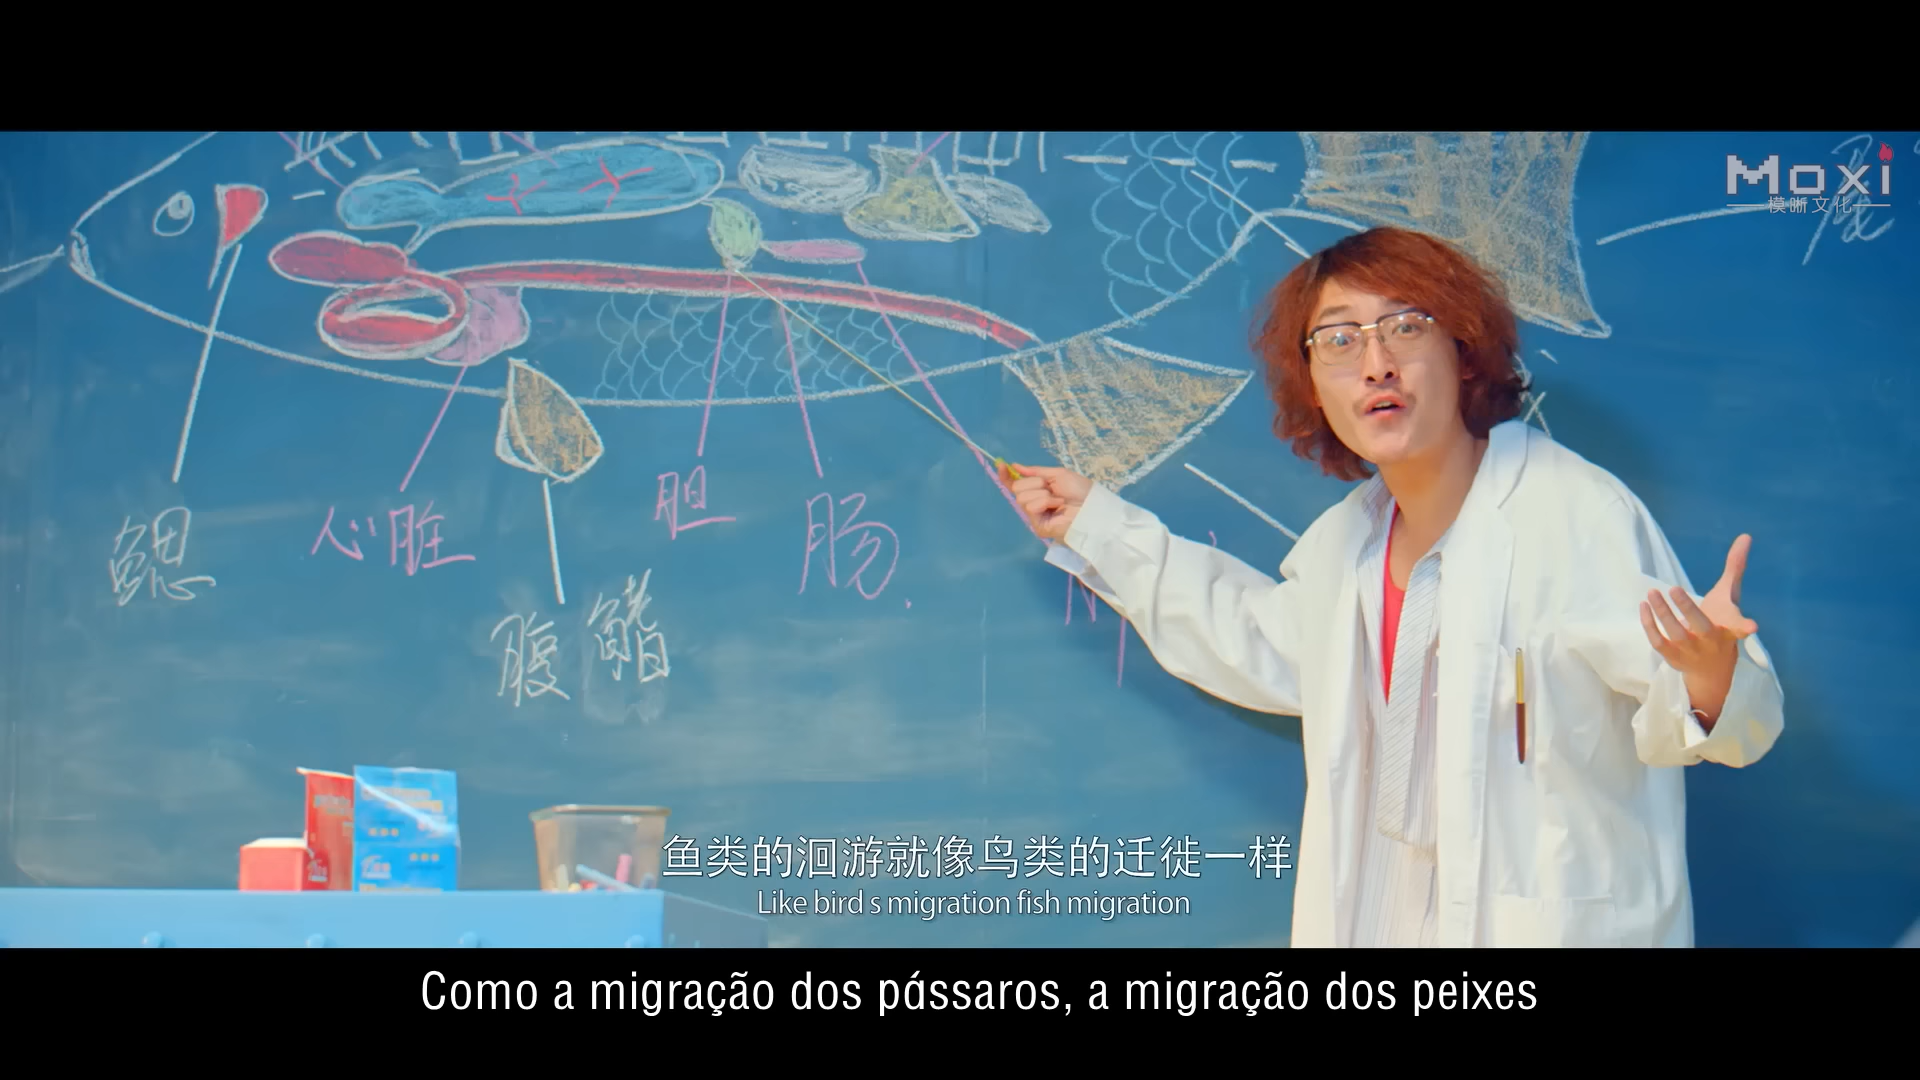 Moxi
模晰文化
尾
鳃
心脏
胆
肠
腹鳍
鱼类的洄游就像鸟类的迁徙一样
Like bird s migration fish migration
Como a migração dos pássaros, a migração dos peixes